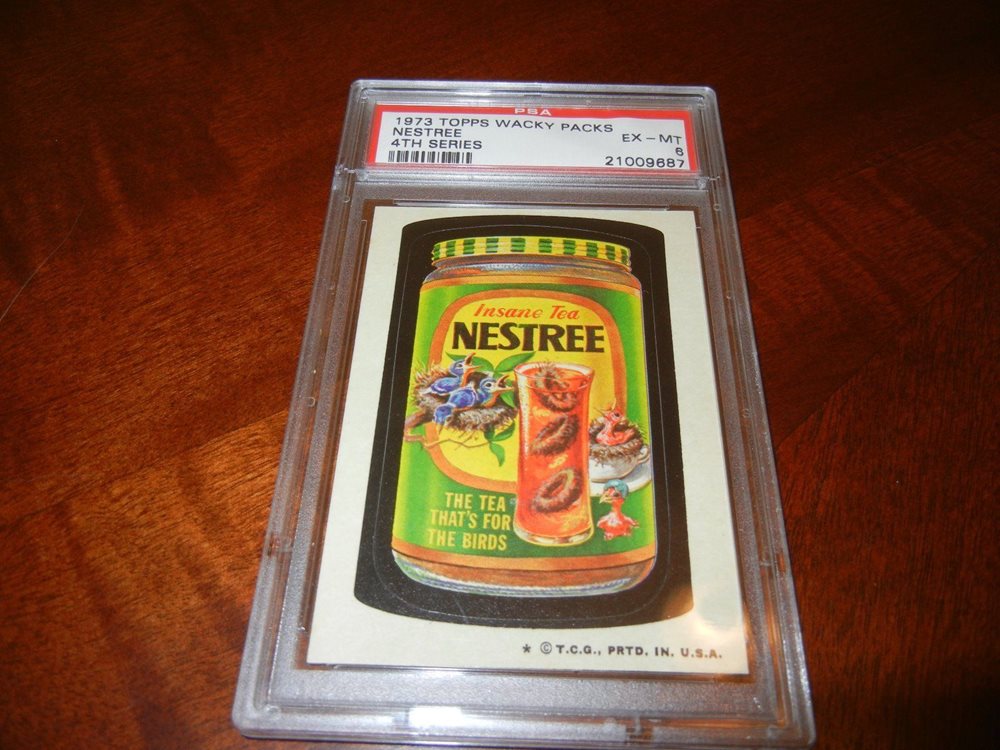 PSA
1973 TOPPS WACKY PACKS
NESTREE EX - MT
4TH SERIES 6
21009687
Insane Tea
NESTREE
THE TEA
THAT'S FOR
THE BIRDS
* © T.C.G., PRTD. IN. U.S.A.